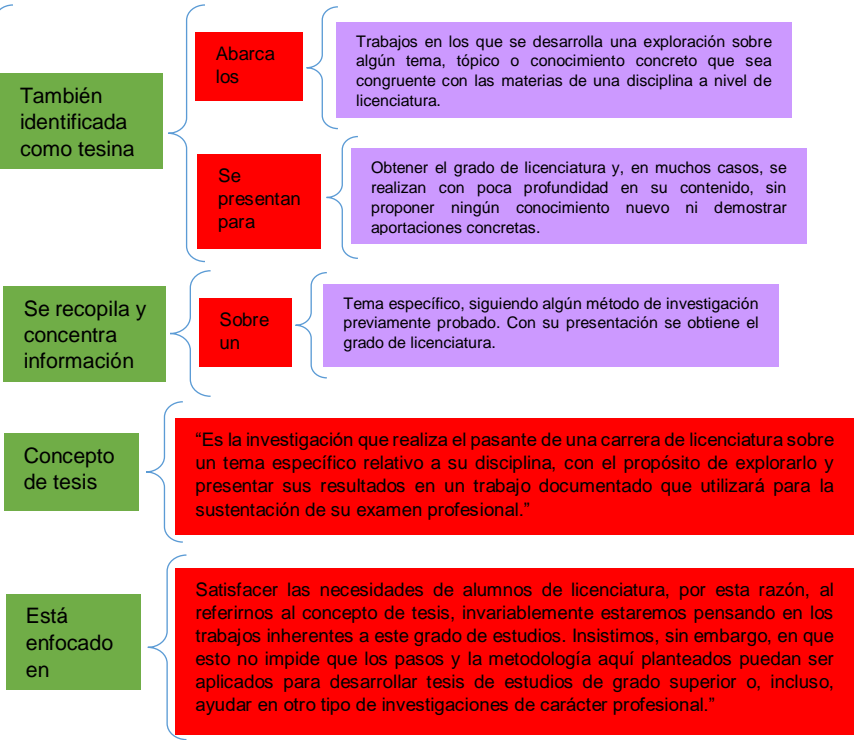 También
identificada
como tesina
Abarca
los
Trabajos en los que se desarrolla una exploración sobre
algún tema, tópico o conocimiento concreto que sea
congruente con las materias de una disciplina a nivel de
licenciatura.
Se
presentan
para
Obtener el grado de licenciatura y, en muchos casos, se
realizan con poca profundidad en su contenido, sin
proponer ningún conocimiento nuevo ni demostrar
aportaciones concretas.
Se recopila y
concentra
información
Sobre
un
Tema específico, siguiendo algún método de investigación
previamente probado. Con su presentación se obtiene el
grado de licenciatura.
Concepto
de tesis
“Es la investigación que realiza el pasante de una carrera de licenciatura sobre
un tema específico relativo a su disciplina, con el propósito de explorarlo y
presentar sus resultados en un trabajo documentado que utilizará para la
sustentación de su examen profesional.”
Está
enfocado
en
Satisfacer las necesidades de alumnos de licenciatura, por esta razón, al
referirnos al concepto de tesis, invariablemente estaremos pensando en los
trabajos inherentes a este grado de estudios. Insistimos, sin embargo, en que
esto no impide que los pasos y la metodología aquí planteados puedan ser
aplicados para desarrollar tesis de estudios de grado superior o, incluso,
ayudar en otro tipo de investigaciones de carácter profesional.”